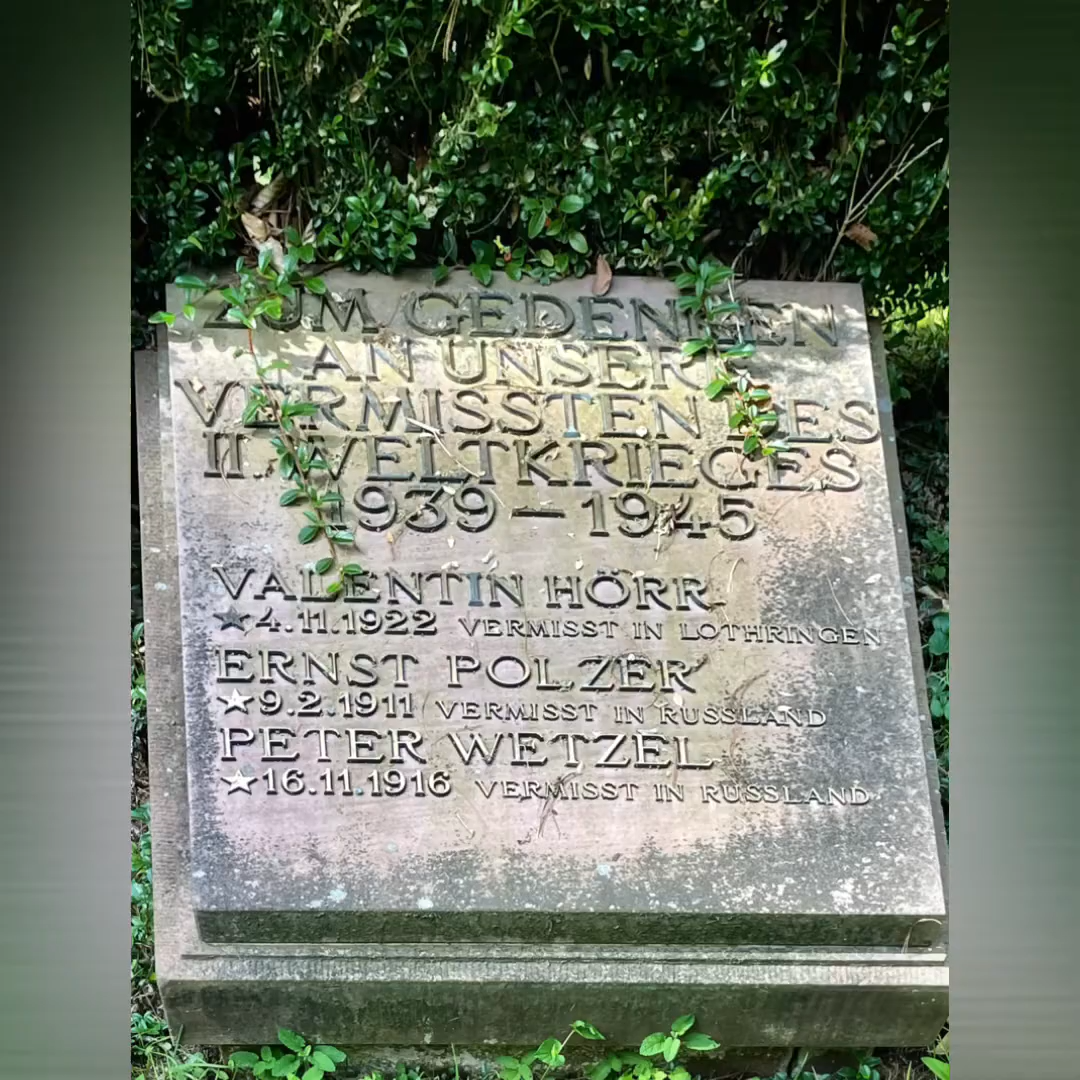 ZUM GEDENKEN
AN UNSERE
VERMISSTEN DES
II. WELTKRIEGES
1939 – 1945
VALENTIN HÖRR
★ 4.11.1922 VERMISST IN LOTHRINGEN
ERNST POLZER
★ 9.2.1911 VERMISST IN RUSSLAND
PETER WETZEL
★ 16.11.1916 VERMISST IN RUSSLAND